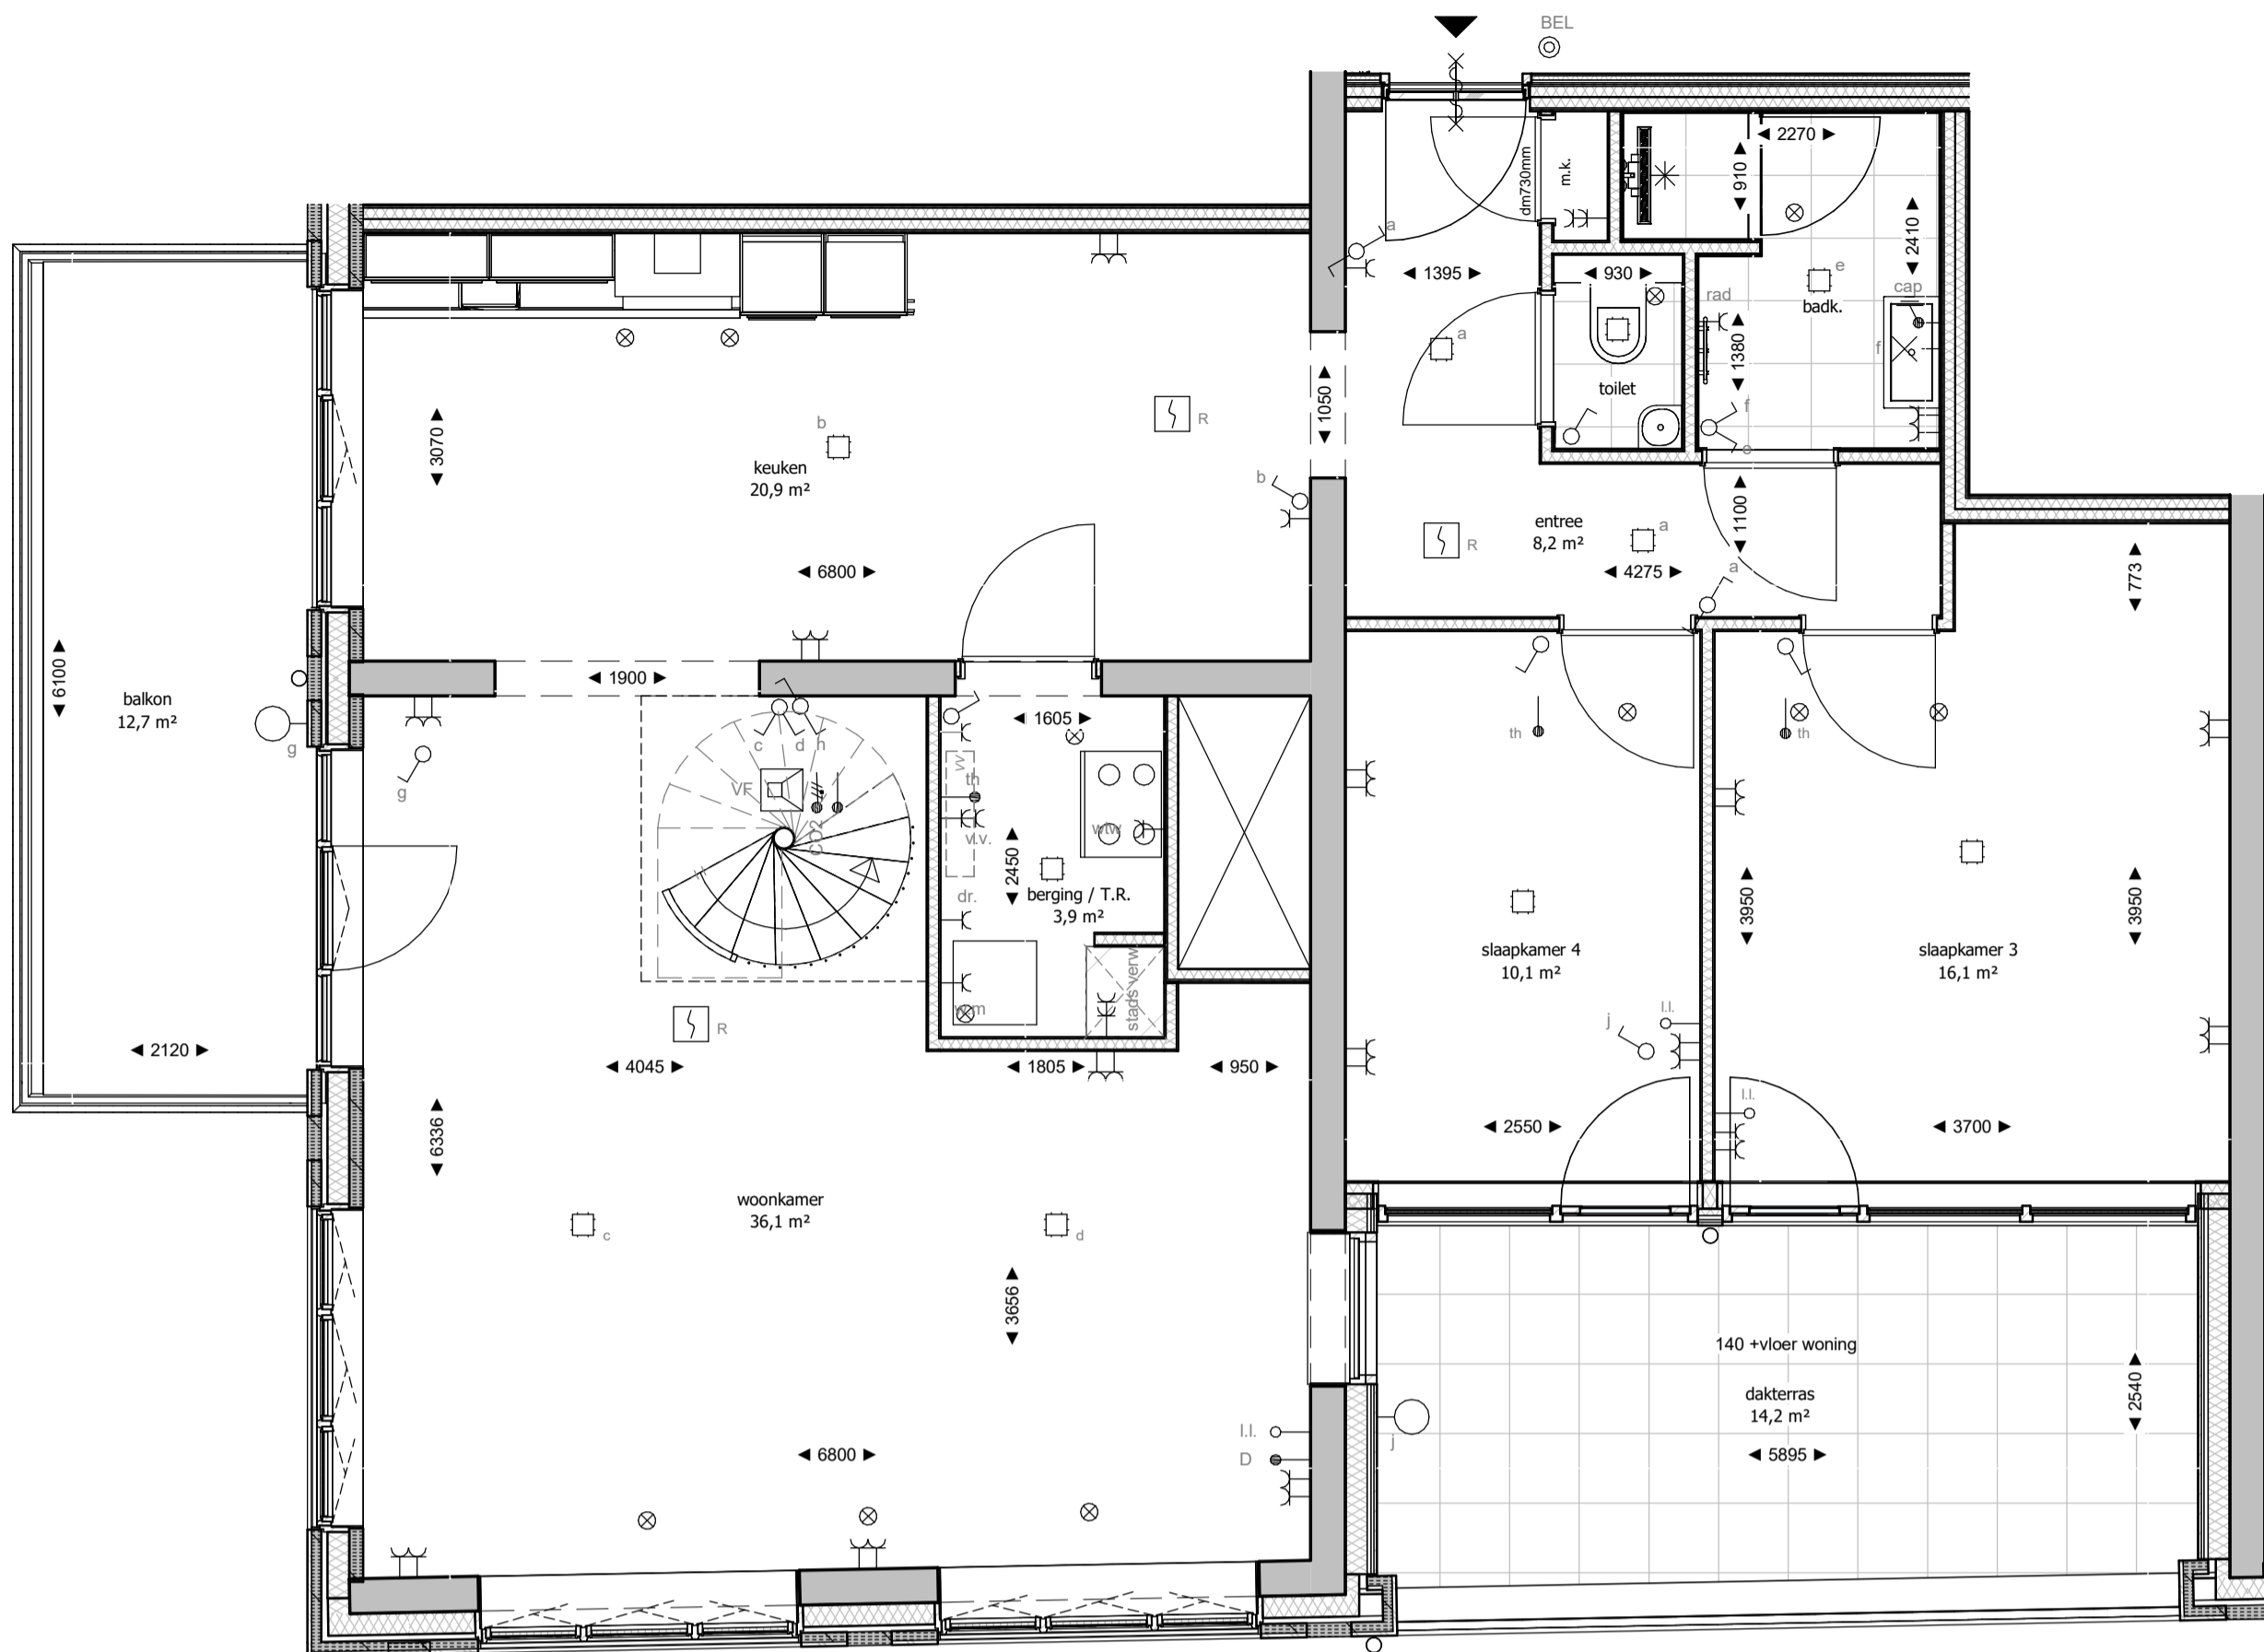 BEL
◄ 2270 ►
◄ 910 ►
dm730mm
m.k.
a
◄ 2410 ►
◄ 1395 ►
◄ 930 ►
e
badk.
rad
cap
a
◄ 1380 ►
f
toilet
◄ 1050 ►
f
e
R
b
◄ 3070 ►
keuken
20,9 m²
b
◄ 1100 ►
entree
8,2 m²
a
R
◄ 6800 ►
◄ 4275 ►
a
◄ 773 ►
◄ 6100 ►
balkon
12,7 m²
◄ 1900 ►
◄ 1605 ►
g
c
d
h
th
th
g
VF
CO2
vv
th
v.v.
wtw
◄ 2450 ►
dr.
berging / T.R.
3,9 m²
◄ 3950 ►
◄ 3950 ►
slaapkamer 4
10,1 m²
slaapkamer 3
16,1 m²
stads verw
w.m
l.l.
j
R
◄ 2120 ►
◄ 4045 ►
◄ 1805 ►
◄ 950 ►
l.l.
◄ 6336 ►
◄ 2550 ►
◄ 3700 ►
woonkamer
36,1 m²
c
d
◄ 3656 ►
140 +vloer woning
dakterras
14,2 m²
◄ 2540 ►
l.l.
D
j
◄ 6800 ►
◄ 5895 ►